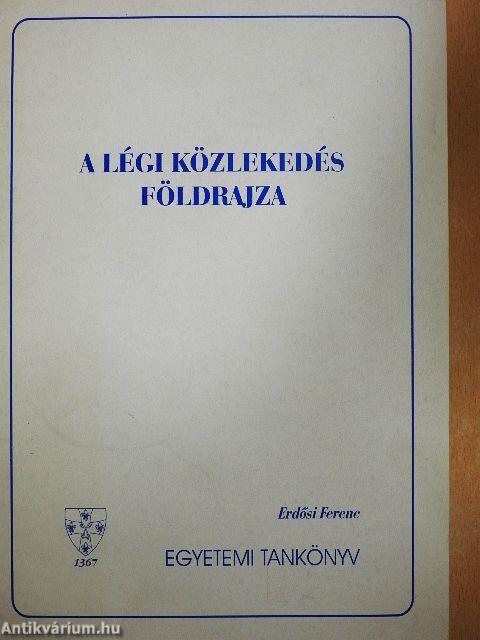 A LÉGI KÖZLEKEDÉS
FÖLDRAJZA
Erdősi Ferenc
1367
EGYETEMI TANKÖNYV
Antikvárium.hu